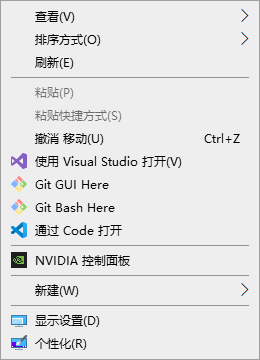 查看(V)
排序方式(O)
刷新(E)
粘贴(P)
粘贴快捷方式(S)
撤消 移动(U) Ctrl+Z
使用 Visual Studio 打开(V)
Git GUI Here
Git Bash Here
通过 Code 打开
NVIDIA 控制面板
新建(W)
显示设置(D)
个性化(R)